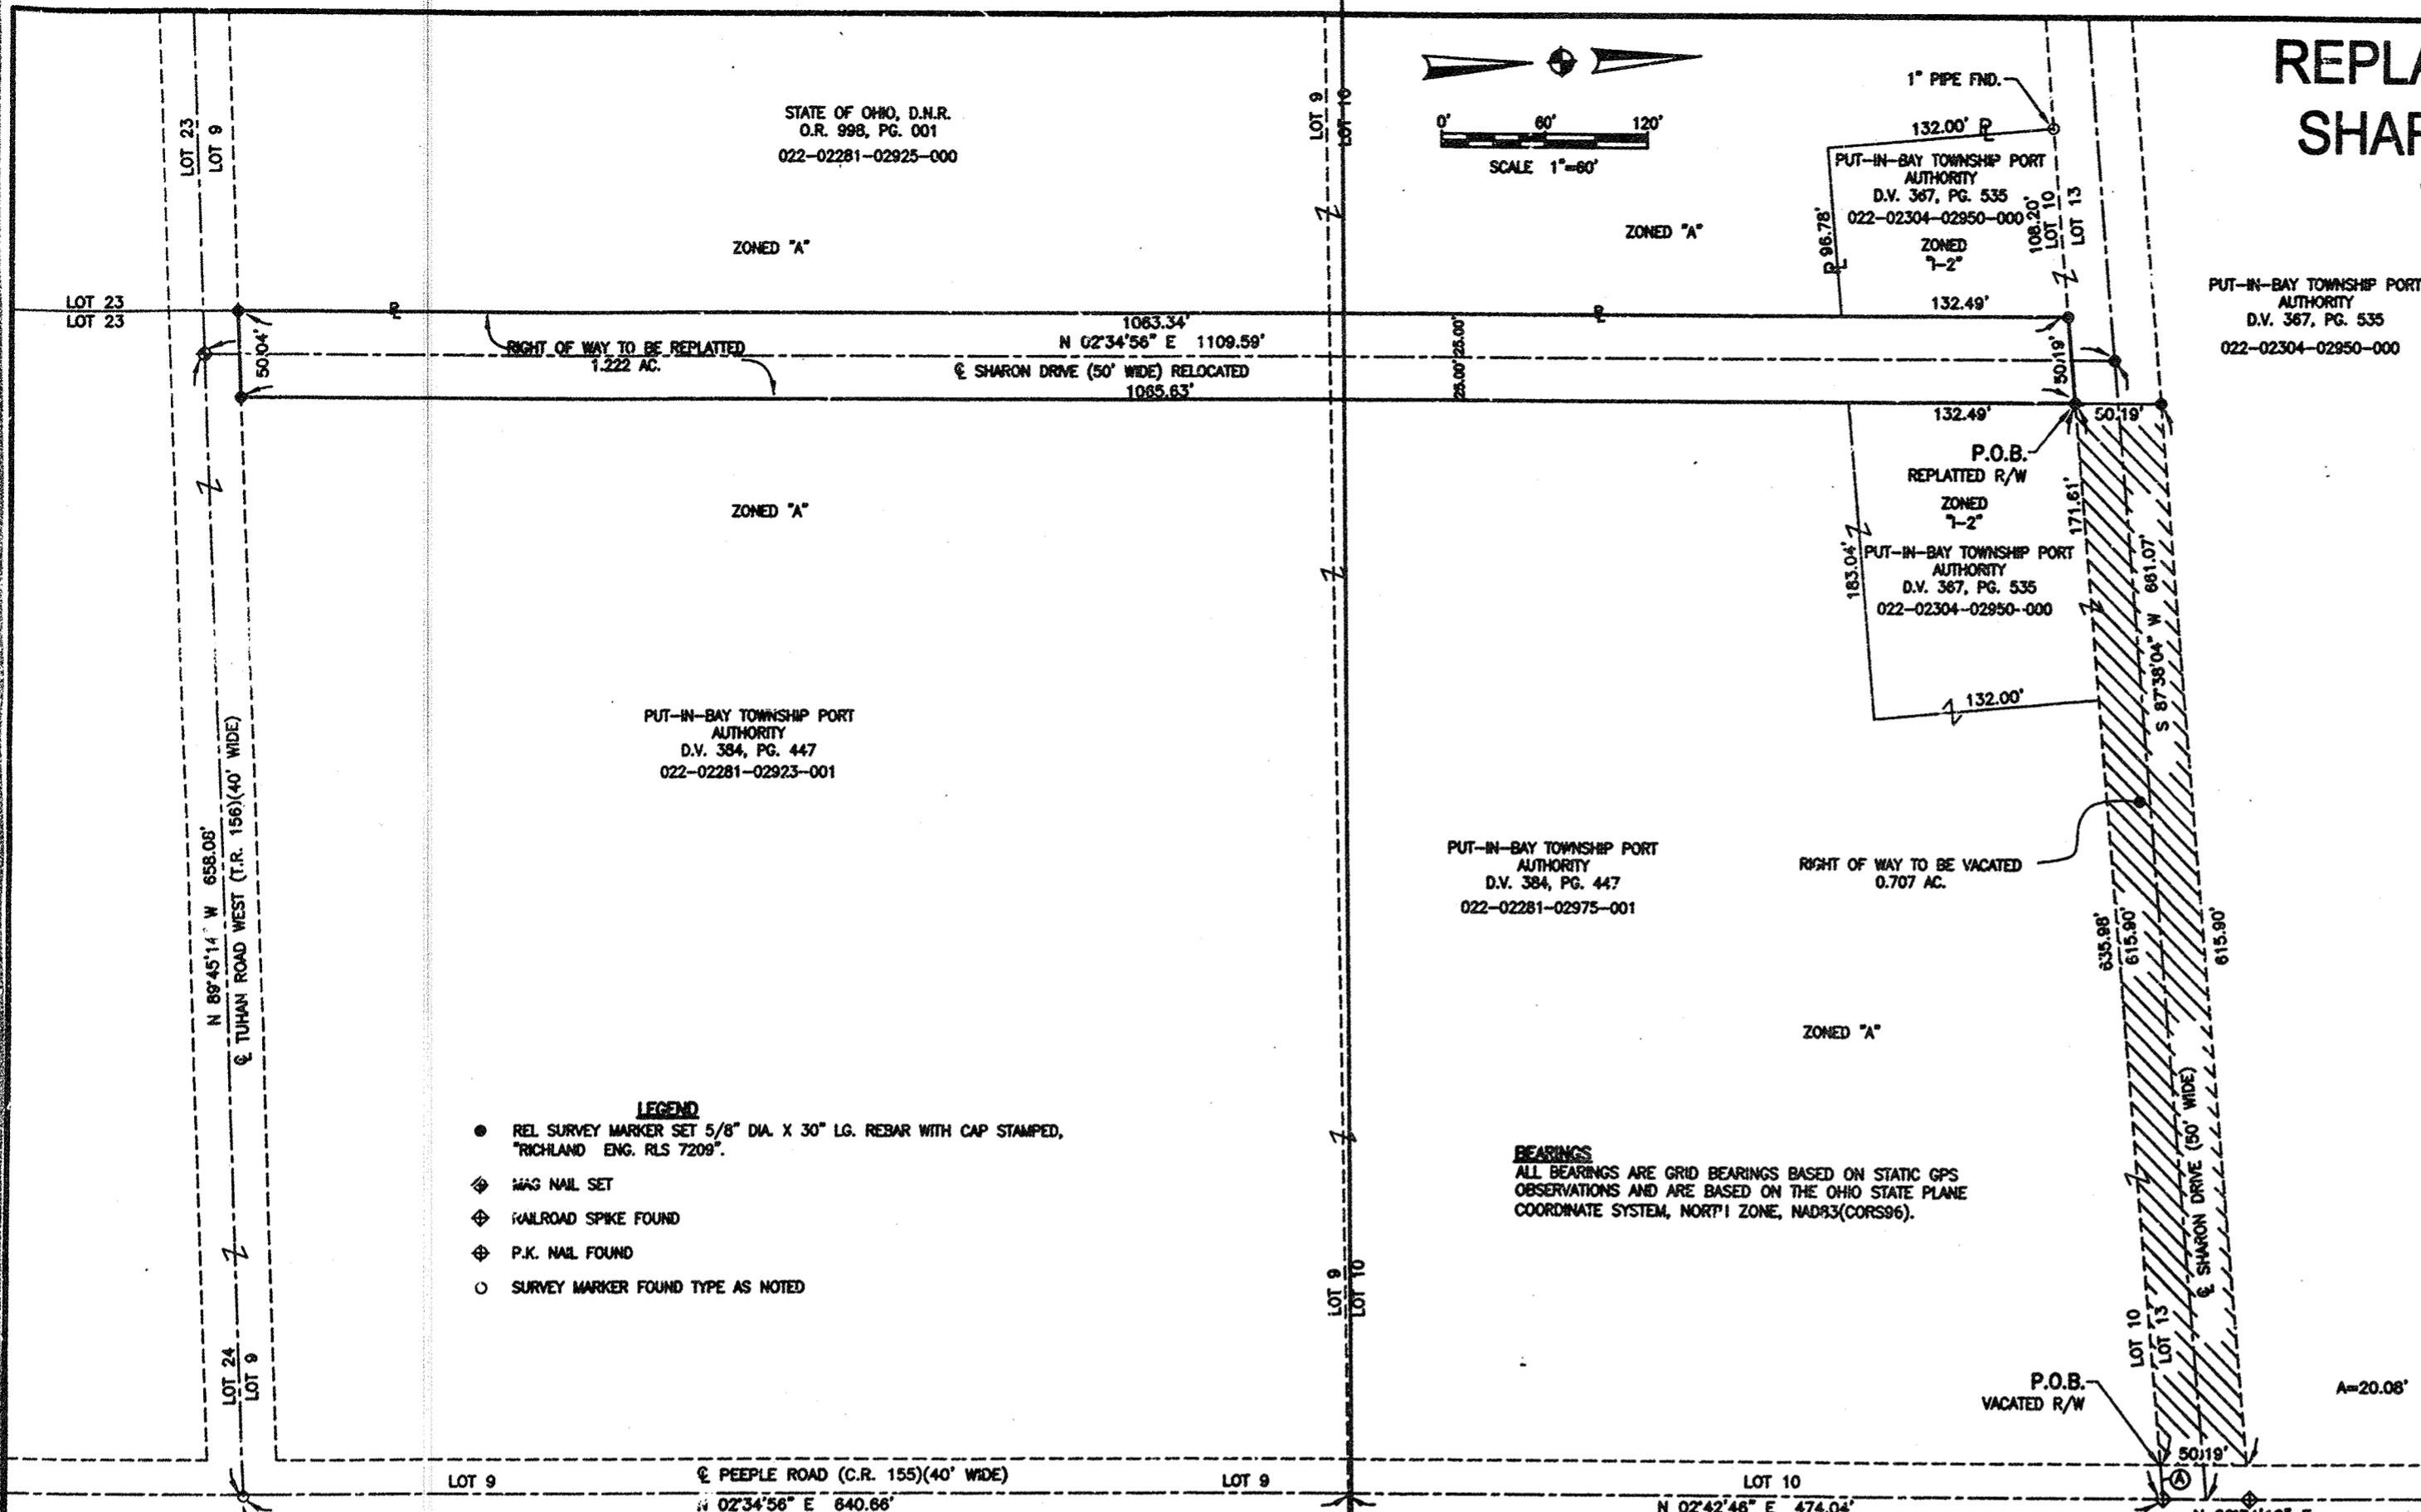 REPLA
SHAR
LOT 23
LOT 9
STATE OF OHIO, D.N.R.
O.R. 998, PG. 001
022-02281-02925-000
ZONED "A"
LOT 9
LOT 10
0' 60' 120'
SCALE 1"=60'
1" PIPE FND.
132.00' PL
PUT-IN-BAY TOWNSHIP PORT
AUTHORITY
D.V. 367, PG. 535
022-02304-02950-000
ZONED
"I-2"
PL 96.78'
108.20'
LOT 10
LOT 13
ZONED "A"
PUT-IN-BAY TOWNSHIP PORT
AUTHORITY
D.V. 367, PG. 535
022-02304-02950-000
LOT 23
LOT 23
PL
PL
132.49'
1063.34'
N 02°34'56" E 1109.59'
RIGHT OF WAY TO BE REPLATTED
1.222 AC.
℄ SHARON DRIVE (50' WIDE) RELOCATED
1065.63'
50.04'
25.00'
25.00'
50.19'
132.49'
50.19'
P.O.B.
REPLATTED R/W
ZONED
"I-2"
PUT-IN-BAY TOWNSHIP PORT
AUTHORITY
D.V. 367, PG. 535
022-02304-02950-000
171.61'
183.04'
132.00'
S 87°38'04" W 661.07'
ZONED "A"
PUT-IN-BAY TOWNSHIP PORT
AUTHORITY
D.V. 384, PG. 447
022-02281-02923-001
N 89°45'14" W 658.08'
℄ TUHAN ROAD WEST (T.R. 156)(40' WIDE)
PUT-IN-BAY TOWNSHIP PORT
AUTHORITY
D.V. 384, PG. 447
022-02281-02975-001
RIGHT OF WAY TO BE VACATED
0.707 AC.
635.98'
615.90'
615.90'
ZONED "A"
LEGEND
REL SURVEY MARKER SET 5/8" DIA. X 30" LG. REBAR WITH CAP STAMPED,
"RICHLAND ENG. RLS 7209".
MAG NAIL SET
RAILROAD SPIKE FOUND
P.K. NAIL FOUND
SURVEY MARKER FOUND TYPE AS NOTED
BEARINGS
ALL BEARINGS ARE GRID BEARINGS BASED ON STATIC GPS
OBSERVATIONS AND ARE BASED ON THE OHIO STATE PLANE
COORDINATE SYSTEM, NORTH ZONE, NAD83(CORS96).
℄ SHARON DRIVE (50' WIDE)
LOT 9
LOT 10
LOT 10
LOT 13
LOT 24
LOT 9
P.O.B.
VACATED R/W
A=20.08'
50.19'
A
LOT 9
℄ PEEPLE ROAD (C.R. 155)(40' WIDE)
LOT 9
LOT 10
N 02°34'56" E 640.66'
N 02°42'46" E 474.04'